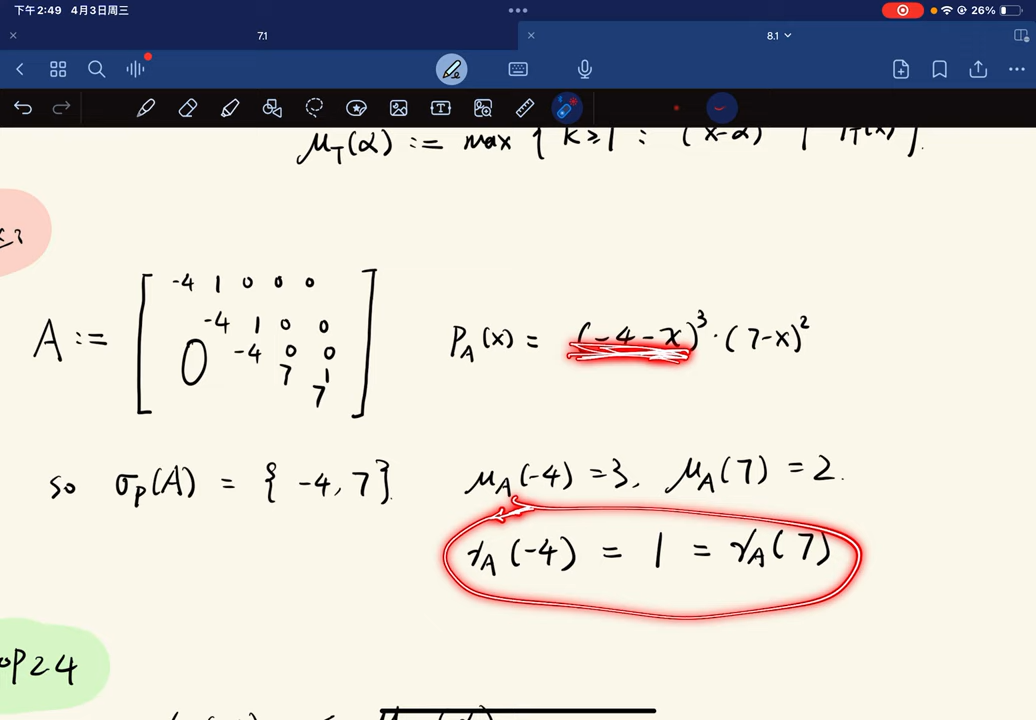 下午2:49 4月3日周三
26%
7.1
8.1
μ_T(α) := max { k ≥ 1 : (x-α) | P_T(x) }.
A := [
-4 1 0 0 0
-4 1 0 0
0 -4 0 0
7 1
7
]
P_A(x) = (-4-x)³·(7-x)²
so σ_p(A) = {-4, 7}.
μ_A(-4) = 3, μ_A(7) = 2.
γ_A(-4) = 1 = γ_A(7)
OP24